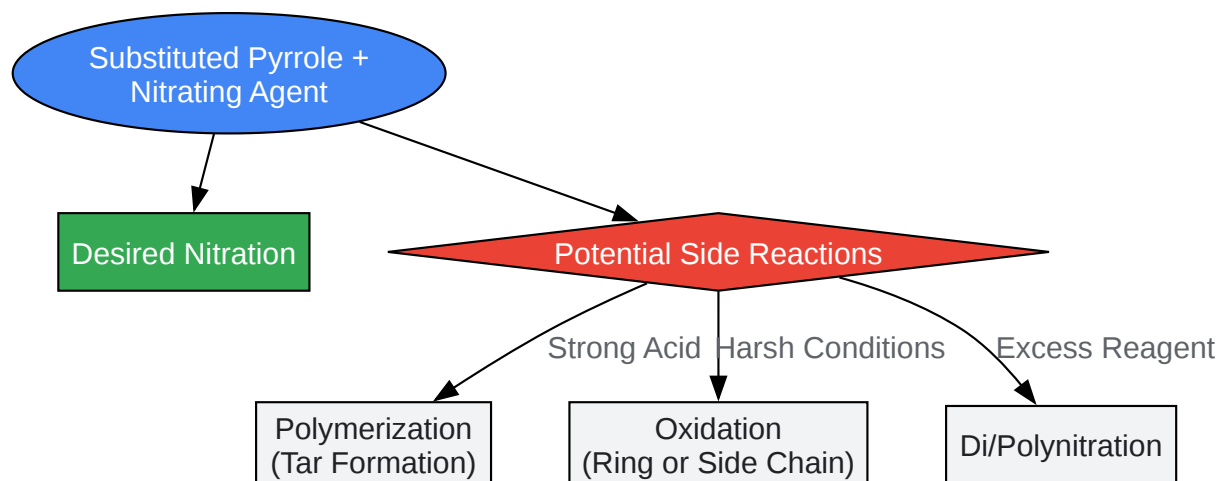 Substituted Pyrrole +
Nitrating Agent
Desired Nitration
Potential Side Reactions
Strong Acid
Harsh Conditions
Excess Reagent
Polymerization
(Tar Formation)
Oxidation
(Ring or Side Chain)
Di/Polynitration